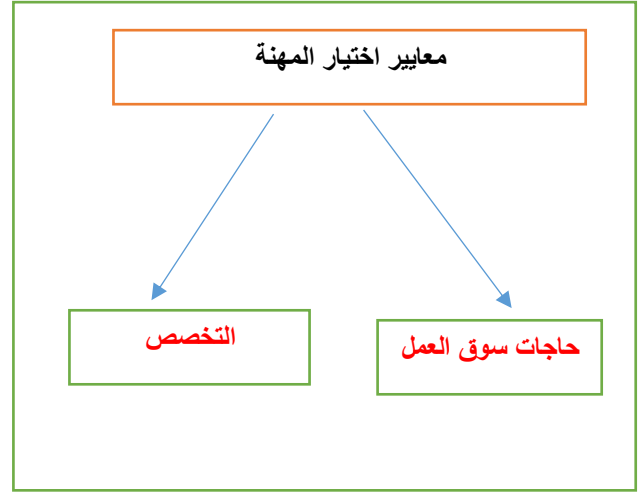 معايير اختيار المهنة
حاجات سوق العمل
التخصص